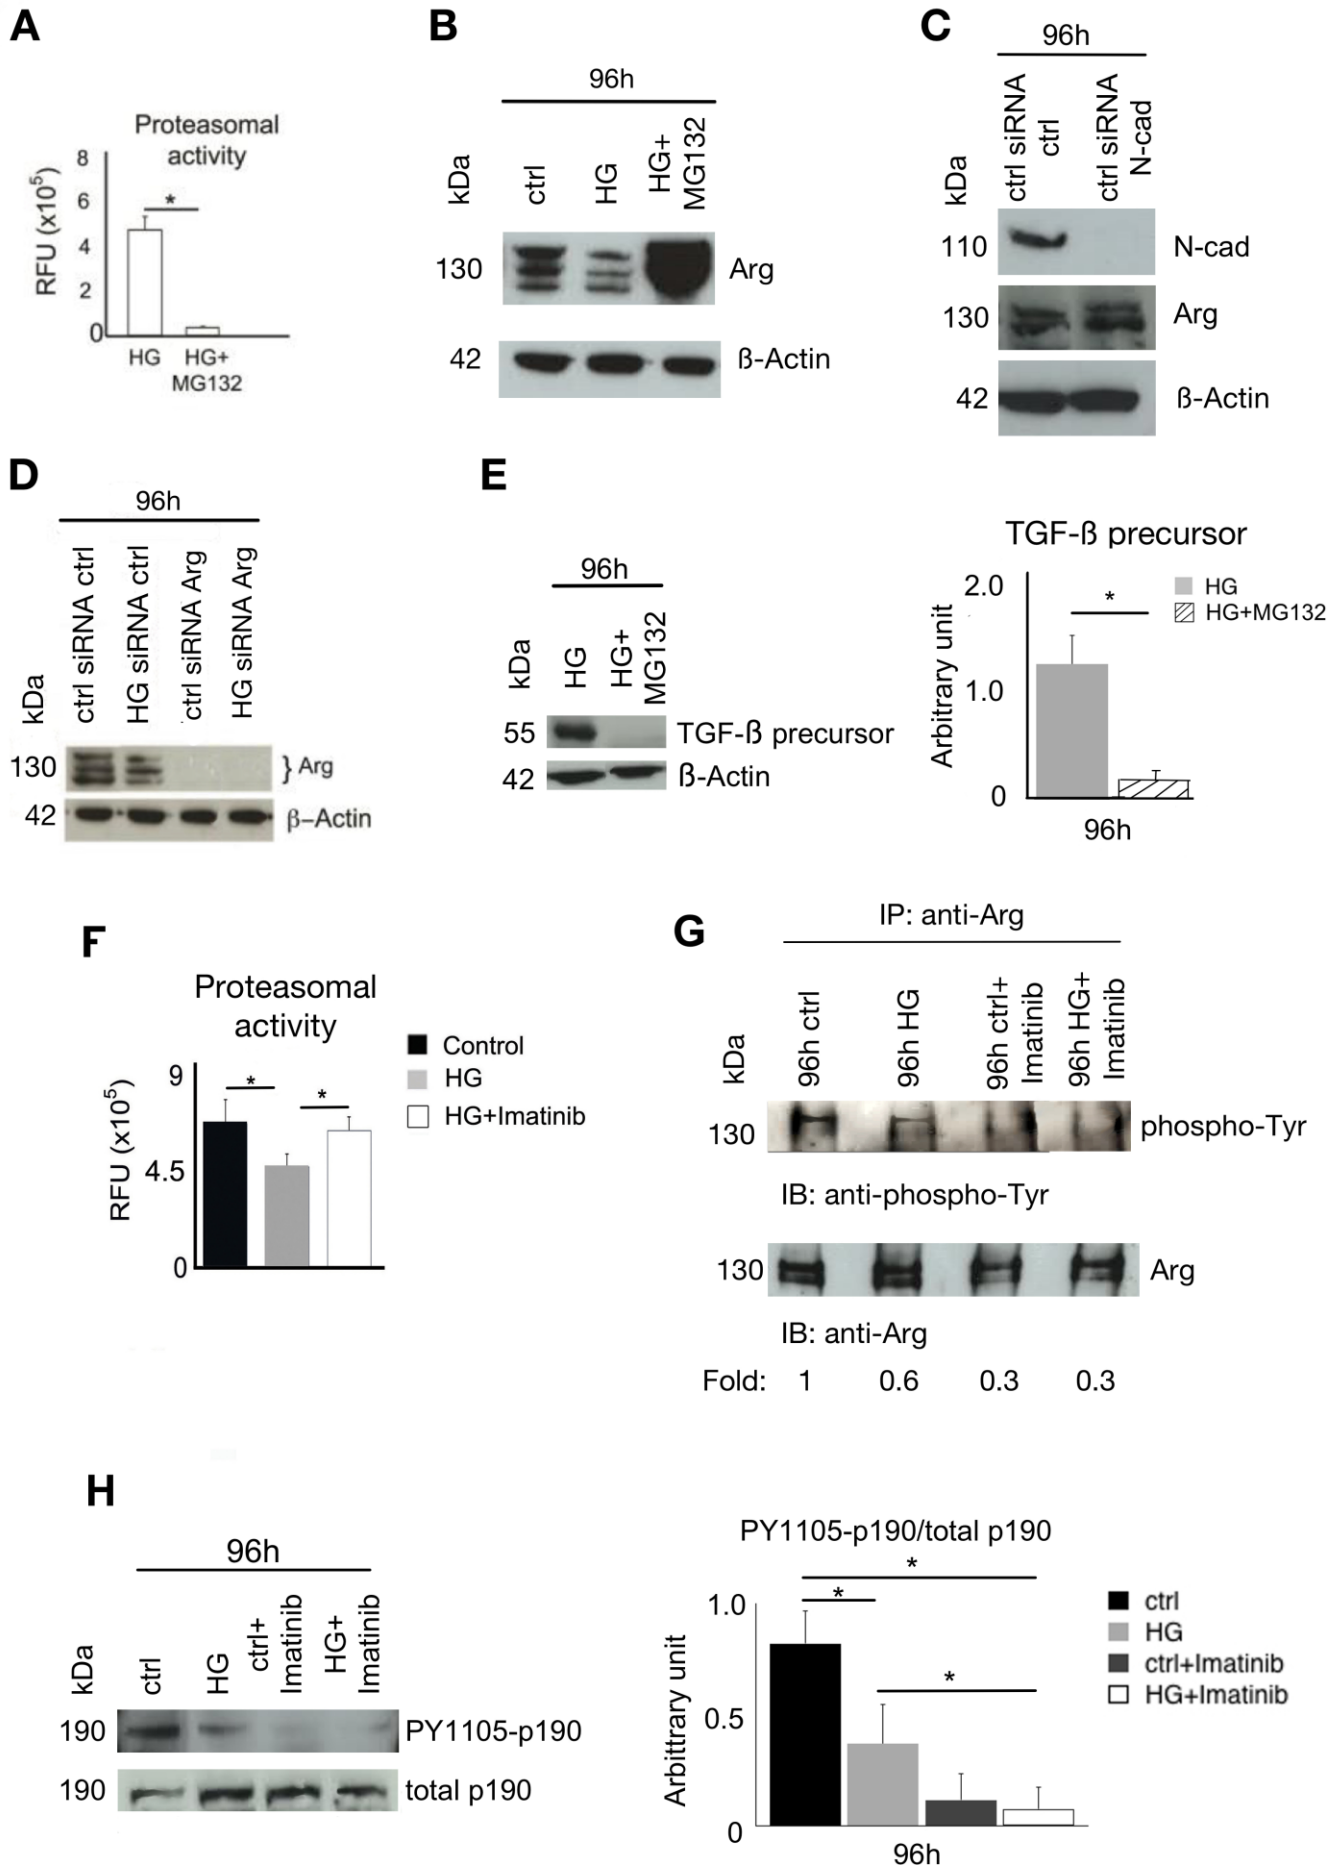 A
Proteasomal
activity
RFU (x10⁵)
8
6
4
2
0
*
HG
HG+
MG132
B
96h
kDa
ctrl
HG
HG+
MG132
130
Arg
42
ß-Actin
C
96h
kDa
ctrl siRNA
ctrl
ctrl siRNA
N-cad
110
N-cad
130
Arg
42
ß-Actin
D
96h
kDa
ctrl siRNA ctrl
HG siRNA ctrl
ctrl siRNA Arg
HG siRNA Arg
130
} Arg
42
β–Actin
E
96h
kDa
HG
HG+
MG132
55
TGF-ß precursor
42
ß-Actin
TGF-ß precursor
Arbitrary unit
2.0
1.0
0
*
HG
HG+MG132
96h
F
Proteasomal
activity
RFU (x10⁵)
9
4.5
0
*
*
Control
HG
HG+Imatinib
G
IP: anti-Arg
kDa
96h ctrl
96h HG
96h ctrl+
Imatinib
96h HG+
Imatinib
130
phospho-Tyr
IB: anti-phospho-Tyr
130
Arg
IB: anti-Arg
Fold: 1 0.6 0.3 0.3
H
96h
kDa
ctrl
HG
ctrl+
Imatinib
HG+
Imatinib
190
PY1105-p190
190
total p190
PY1105-p190/total p190
Arbittrary unit
1.0
0.5
0
*
*
*
ctrl
HG
ctrl+Imatinib
HG+Imatinib
96h